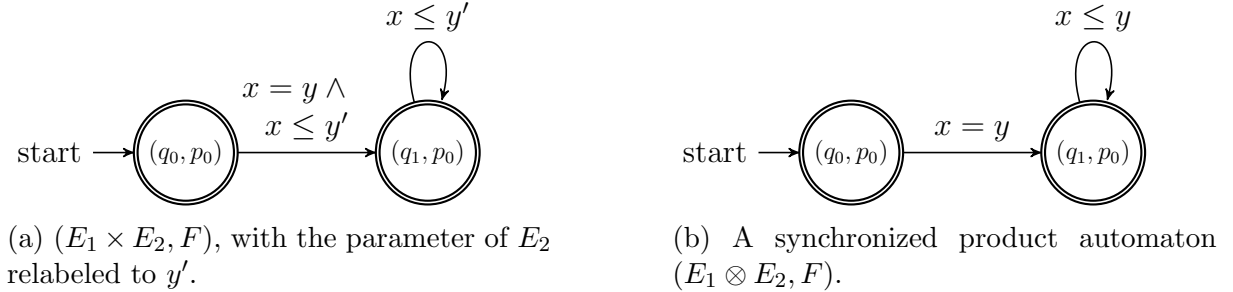 x ≤ y′
x = y ∧
x ≤ y′
start
(q₀, p₀)
(q₁, p₀)
(a) (E₁ × E₂, F), with the parameter of E₂
relabeled to y′.
x ≤ y
x = y
start
(q₀, p₀)
(q₁, p₀)
(b) A synchronized product automaton
(E₁ ⊗ E₂, F).